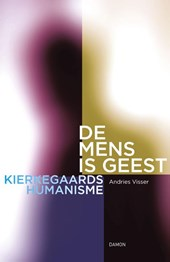 DE
MENS
IS GEEST
KIERKEGAARDS
HUMANISME
Andries Visser
DAMON